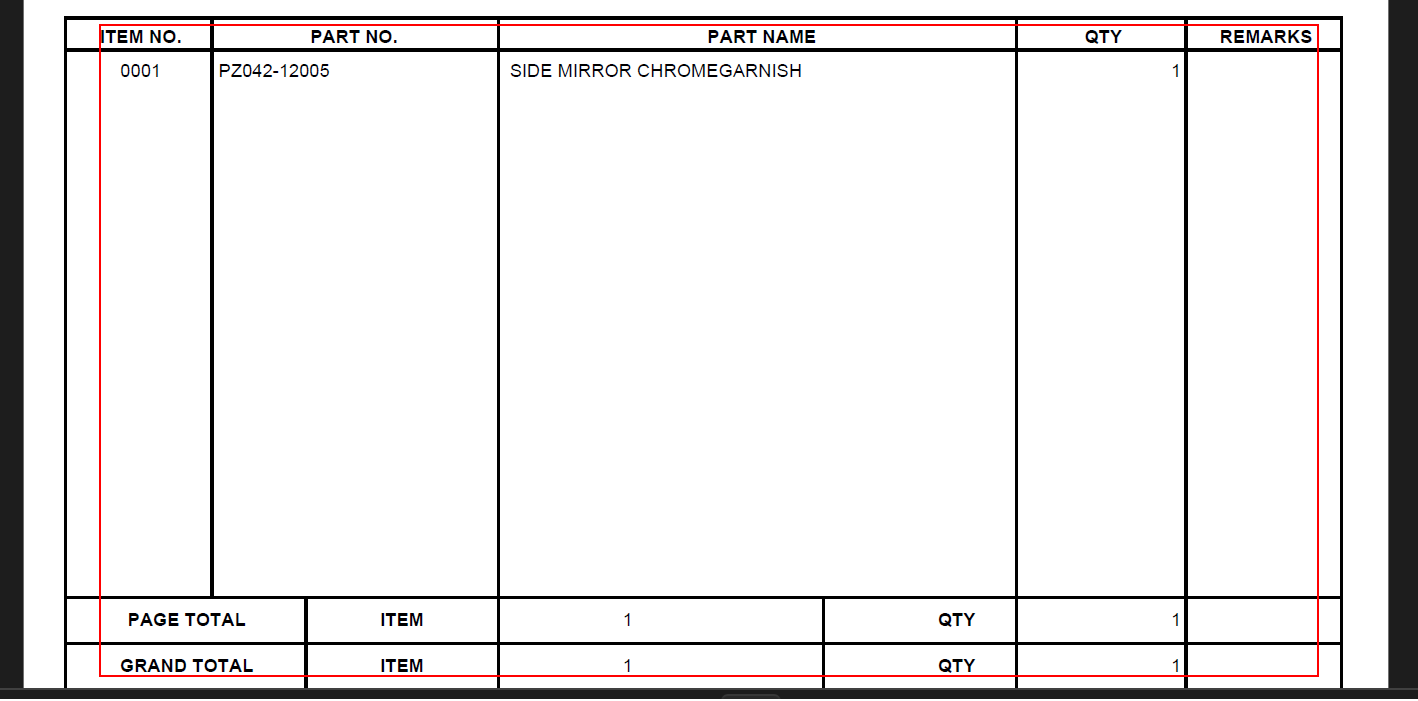 ITEM NO. PART NO. PART NAME QTY REMARKS
0001 PZ042-12005 SIDE MIRROR CHROMEGARNISH 1
PAGE TOTAL ITEM 1 QTY 1
GRAND TOTAL ITEM 1 QTY 1